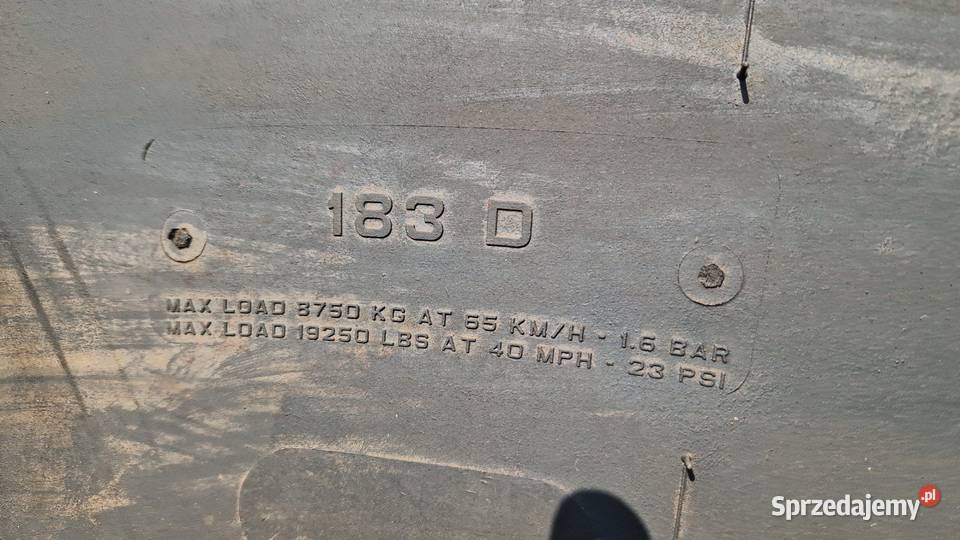 183 D
MAX LOAD 8750 KG AT 65 KM/H - 1.6 BAR
MAX LOAD 19250 LBS AT 40 MPH - 23 PSI
Sprzedajemy.pl